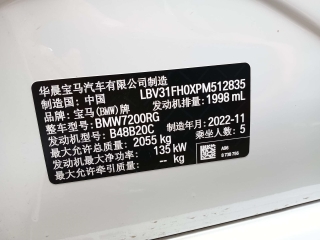 华晨宝马汽车有限公司制造
制造国：中国 LBV31FH0XPM512835
品牌：宝马(BMW)牌 发动机排量：1998 mL
整车型号：BMW7200RG
发动机型号：B48B20C 制造年月：2022-11
最大允许总质量：2055 kg 乘坐人数：5
发动机最大净功率：135 kW A96
最大允许牵引质量：- kg